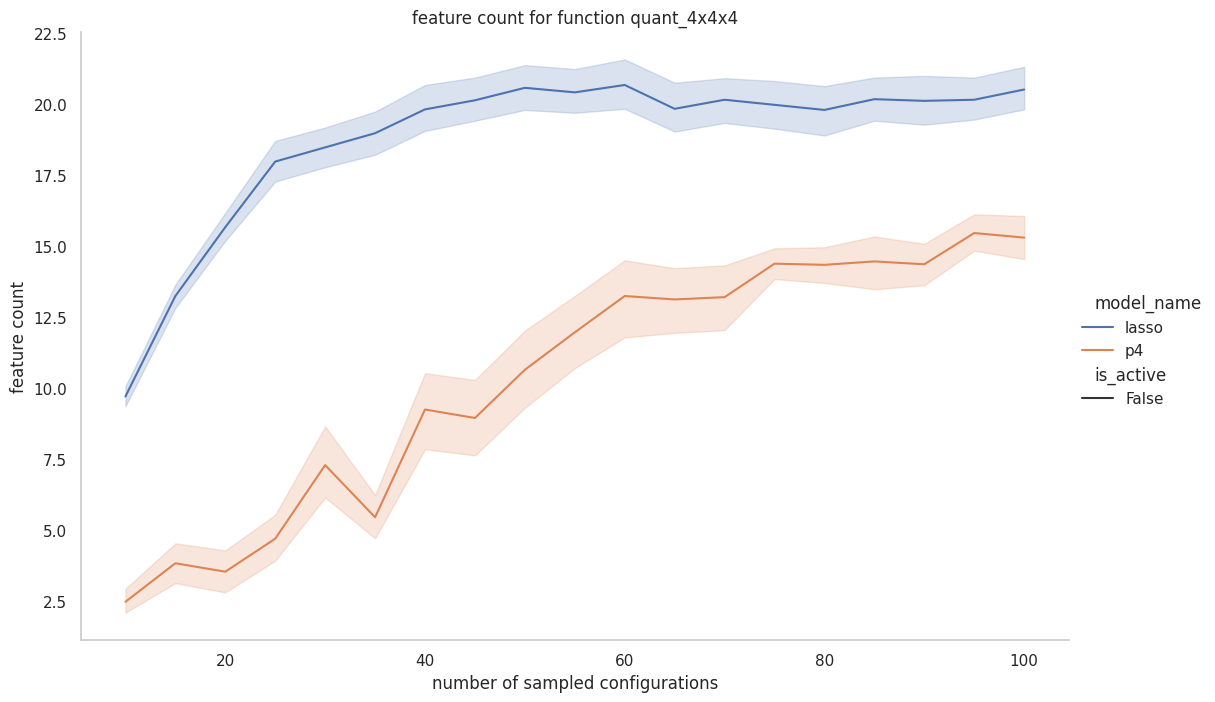 feature count for function quant_4x4x4
22.5
20.0
17.5
15.0
12.5
10.0
7.5
5.0
2.5
feature count
20
40
60
80
100
number of sampled configurations
model_name
lasso
p4
is_active
False